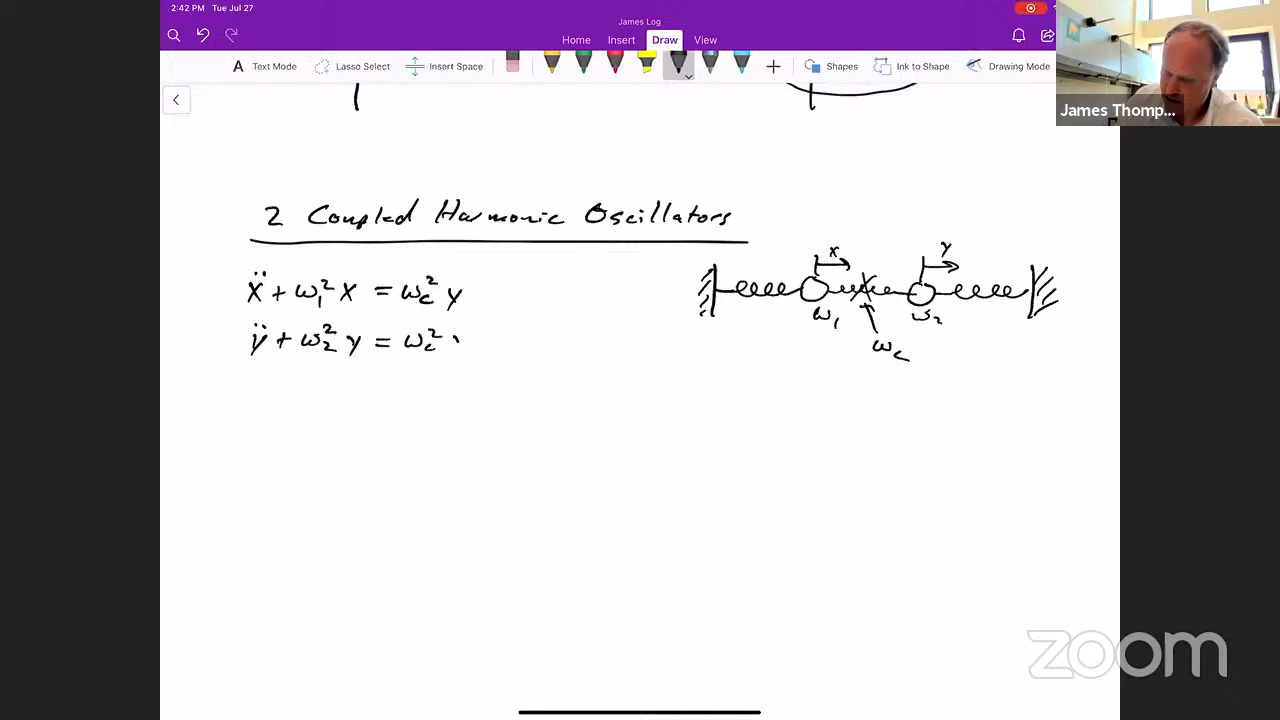 2:42 PM Tue Jul 27
James Log
Home Insert Draw View
Text Mode Lasso Select Insert Space Shapes Ink to Shape Drawing Mode
James Thomp...
2 Coupled Harmonic Oscillators
ẍ + ω₁² x = ω_c² y
ÿ + ω₂² y = ω_c²
x y
ω₁ ω₂
ω_c
zoom